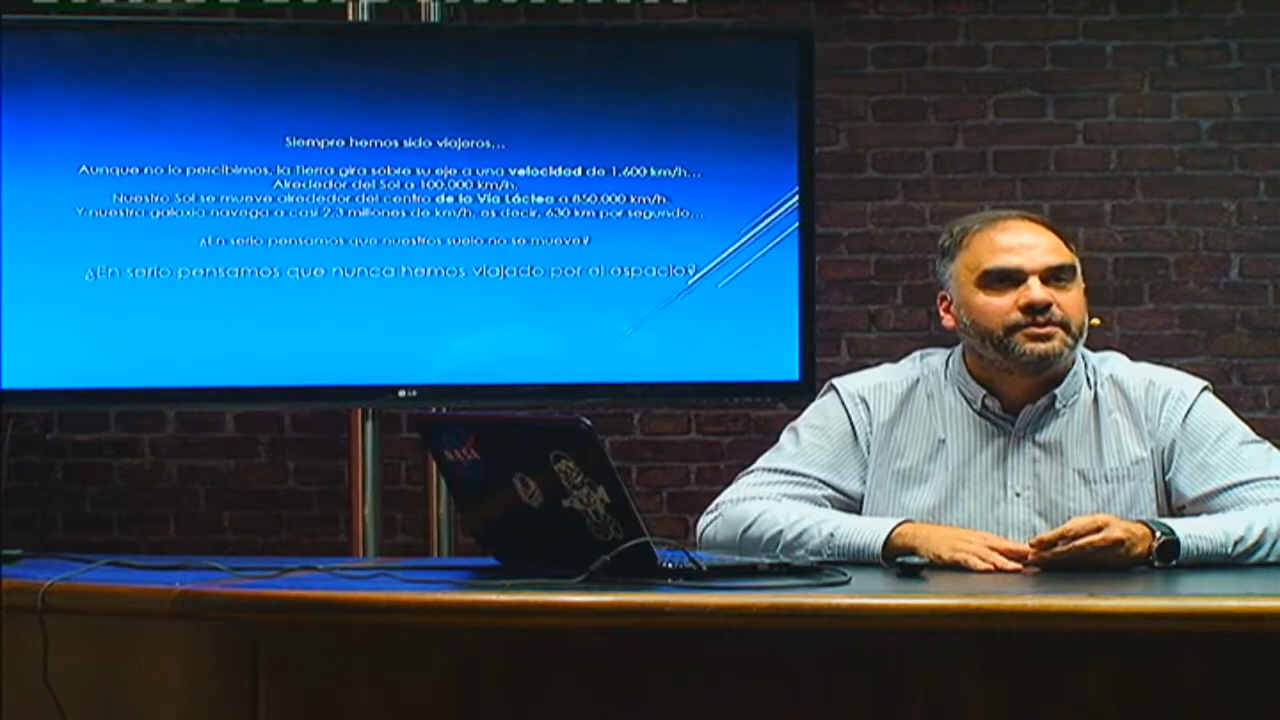 Siempre hemos sido viajeros...
Aunque no lo percibimos, la Tierra gira sobre su eje a una velocidad de 1.600 km/h...
Alrededor del Sol a 100.000 km/h.
Nuestro Sol se mueve alrededor del centro de la Vía Láctea a 850.000 km/h.
Y nuestra galaxia navega a casi 2,3 millones de km/h, es decir, 630 km por segundo...
¿En serio pensamos que nuestros suelo no se mueve?
¿En serio pensamos que nunca hemos viajado por el espacio?
LG
NASA